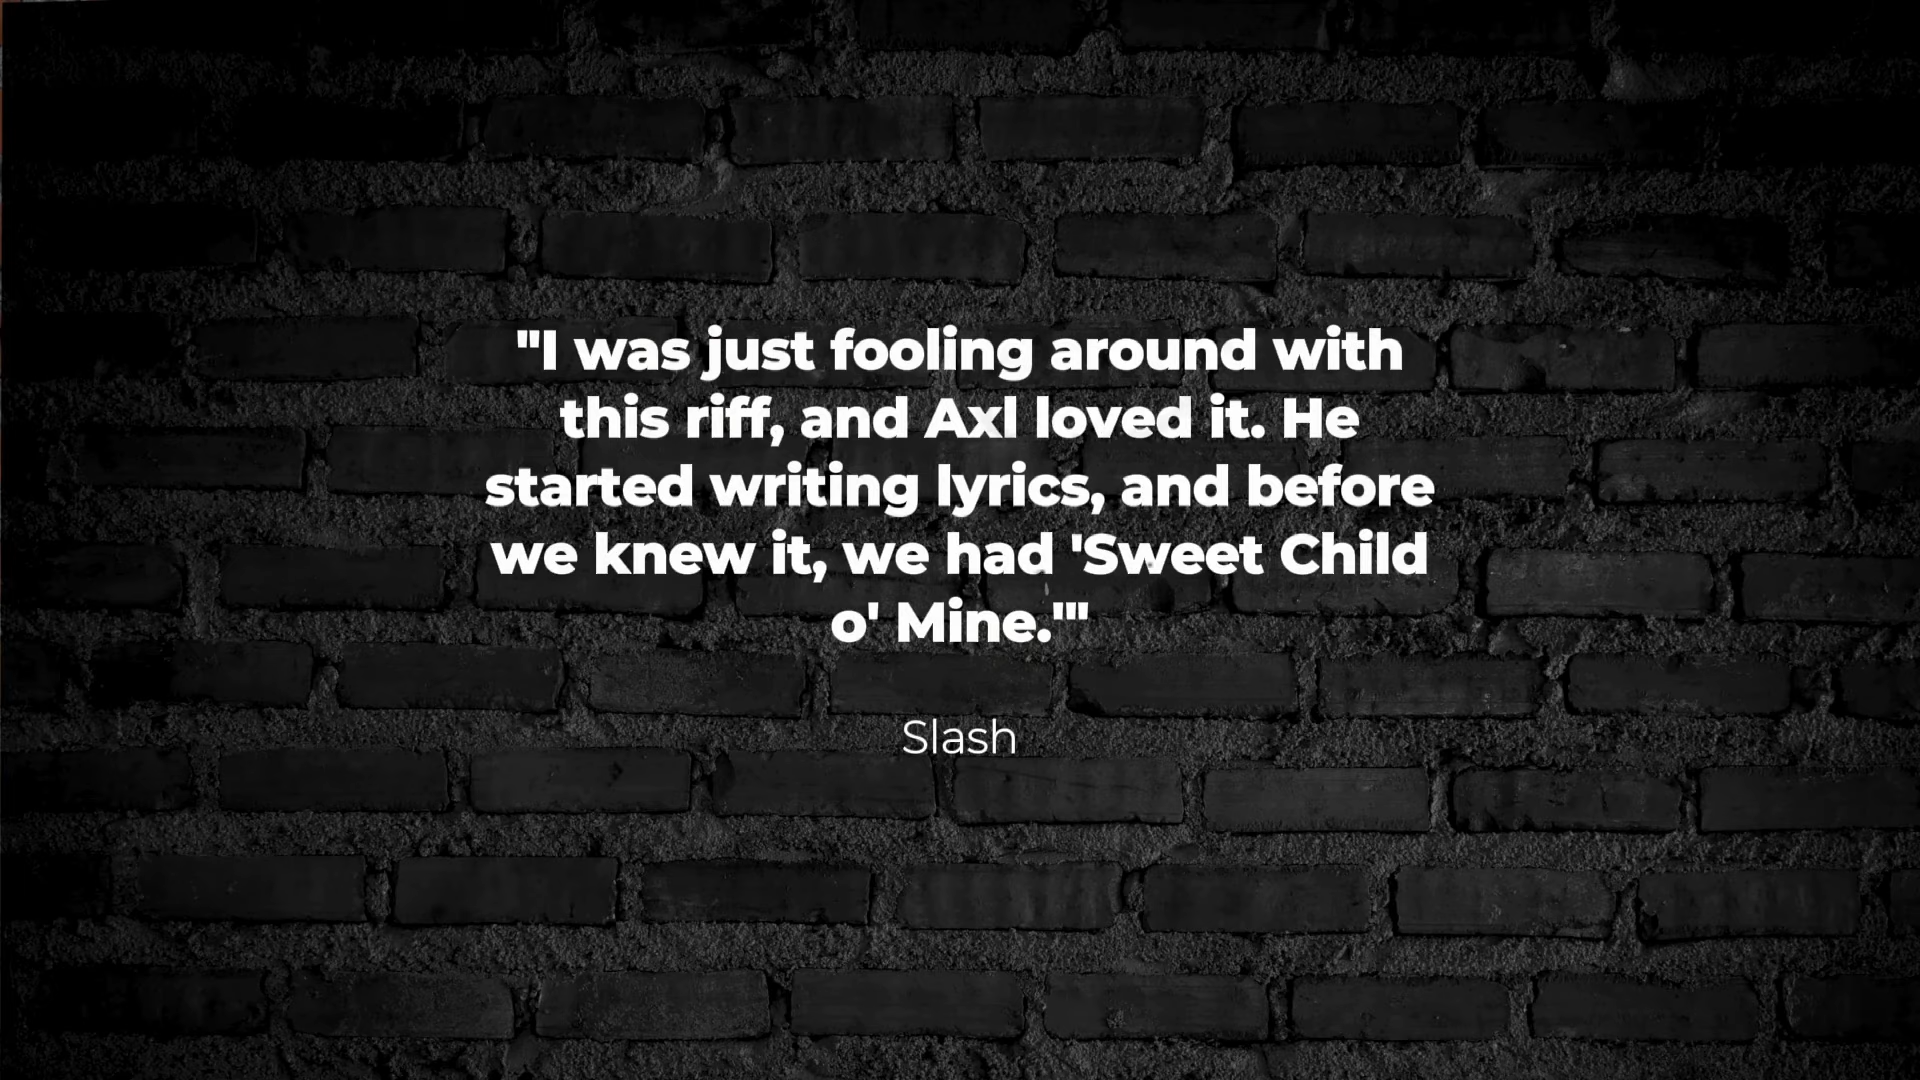 "I was just fooling around with
this riff, and Axl loved it. He
started writing lyrics, and before
we knew it, we had 'Sweet Child
o' Mine.'"
Slash